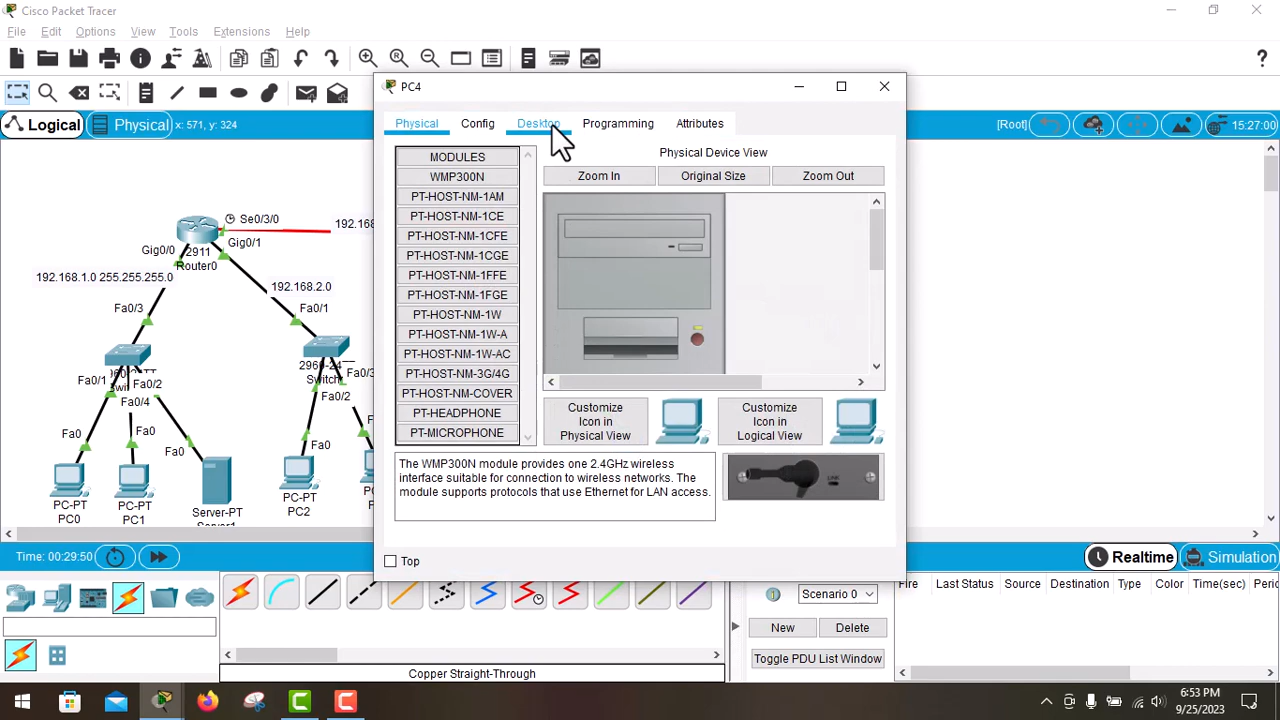 Cisco Packet Tracer
File Edit Options View Tools Extensions Help
PC4
Logical Physical x: 571, y: 324
[Root] 15:27:00
Physical Config Desktop Programming Attributes
MODULES
WMP300N
PT-HOST-NM-1AM
PT-HOST-NM-1CE
PT-HOST-NM-1CFE
PT-HOST-NM-1CGE
PT-HOST-NM-1FFE
PT-HOST-NM-1FGE
PT-HOST-NM-1W
PT-HOST-NM-1W-A
PT-HOST-NM-1W-AC
PT-HOST-NM-3G/4G
PT-HOST-NM-COVER
PT-HEADPHONE
PT-MICROPHONE
Physical Device View
Zoom In Original Size Zoom Out
Customize
Icon in
Physical View
Customize
Icon in
Logical View
The WMP300N module provides one 2.4GHz wireless
interface suitable for connection to wireless networks. The
module supports protocols that use Ethernet for LAN access.
Top
Se0/3/0
192.168
Gig0/1
Gig0/0
2911
Router0
192.168.1.0 255.255.255.0
192.168.2.0
Fa0/3
Fa0/1
2960-24
Switch
Fa0/1
Fa0/2
Fa0/4
Fa0/3
Fa0/2
Fa0
Fa0
Fa0
Fa0
PC-PT
PC0
PC-PT
PC1
Server-PT
Server1
PC-PT
PC2
Time: 00:29:50
Realtime Simulation
Scenario 0
New Delete
Toggle PDU List Window
Fire Last Status Source Destination Type Color Time(sec) Perio
Copper Straight-Through
6:53 PM
9/25/2023